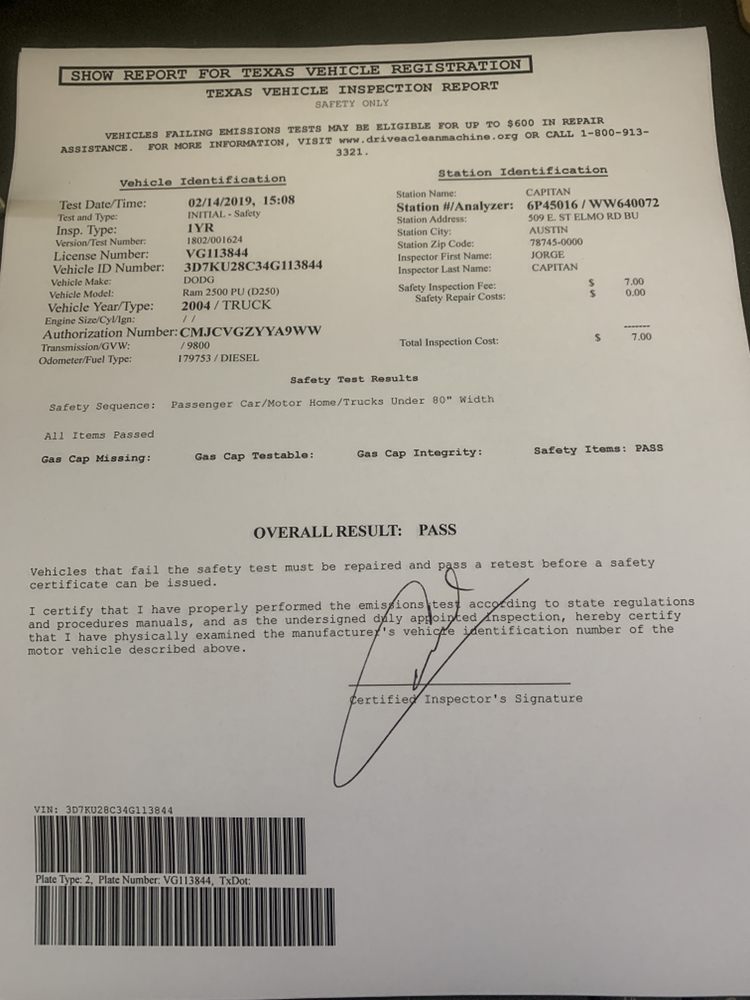 SHOW REPORT FOR TEXAS VEHICLE REGISTRATION
TEXAS VEHICLE INSPECTION REPORT
SAFETY ONLY
VEHICLES FAILING EMISSIONS TESTS MAY BE ELIGIBLE FOR UP TO $600 IN REPAIR
ASSISTANCE. FOR MORE INFORMATION, VISIT www.driveacleanmachine.org OR CALL 1-800-913-
3321.
Vehicle Identification
Test Date/Time: 02/14/2019, 15:08
Test and Type: INITIAL - Safety
Insp. Type: 1YR
Version/Test Number: 1802/001624
License Number: VG113844
Vehicle ID Number: 3D7KU28C34G113844
Vehicle Make: DODG
Vehicle Model: Ram 2500 PU (D250)
Vehicle Year/Type: 2004 / TRUCK
Engine Size/Cyl/Ign: / /
Authorization Number: CMJCVGZYYA9WW
Transmission/GVW: / 9800
Odometer/Fuel Type: 179753 / DIESEL
Station Identification
Station Name: CAPITAN
Station #/Analyzer: 6P45016 / WW640072
Station Address: 509 E. ST ELMO RD BU
Station City: AUSTIN
Station Zip Code: 78745-0000
Inspector First Name: JORGE
Inspector Last Name: CAPITAN
Safety Inspection Fee: $ 7.00
Safety Repair Costs: $ 0.00
-------
Total Inspection Cost: $ 7.00
Safety Test Results
Safety Sequence: Passenger Car/Motor Home/Trucks Under 80" Width
All Items Passed
Gas Cap Missing: Gas Cap Testable: Gas Cap Integrity: Safety Items: PASS
OVERALL RESULT: PASS
Vehicles that fail the safety test must be repaired and pass a retest before a safety
certificate can be issued.
I certify that I have properly performed the emissions test according to state regulations
and procedures manuals, and as the undersigned duly appointed Inspection, hereby certify
that I have physically examined the manufacturer's vehicle identification number of the
motor vehicle described above.
Certified Inspector's Signature
VIN: 3D7KU28C34G113844
Plate Type: 2, Plate Number: VG113844, TxDot: